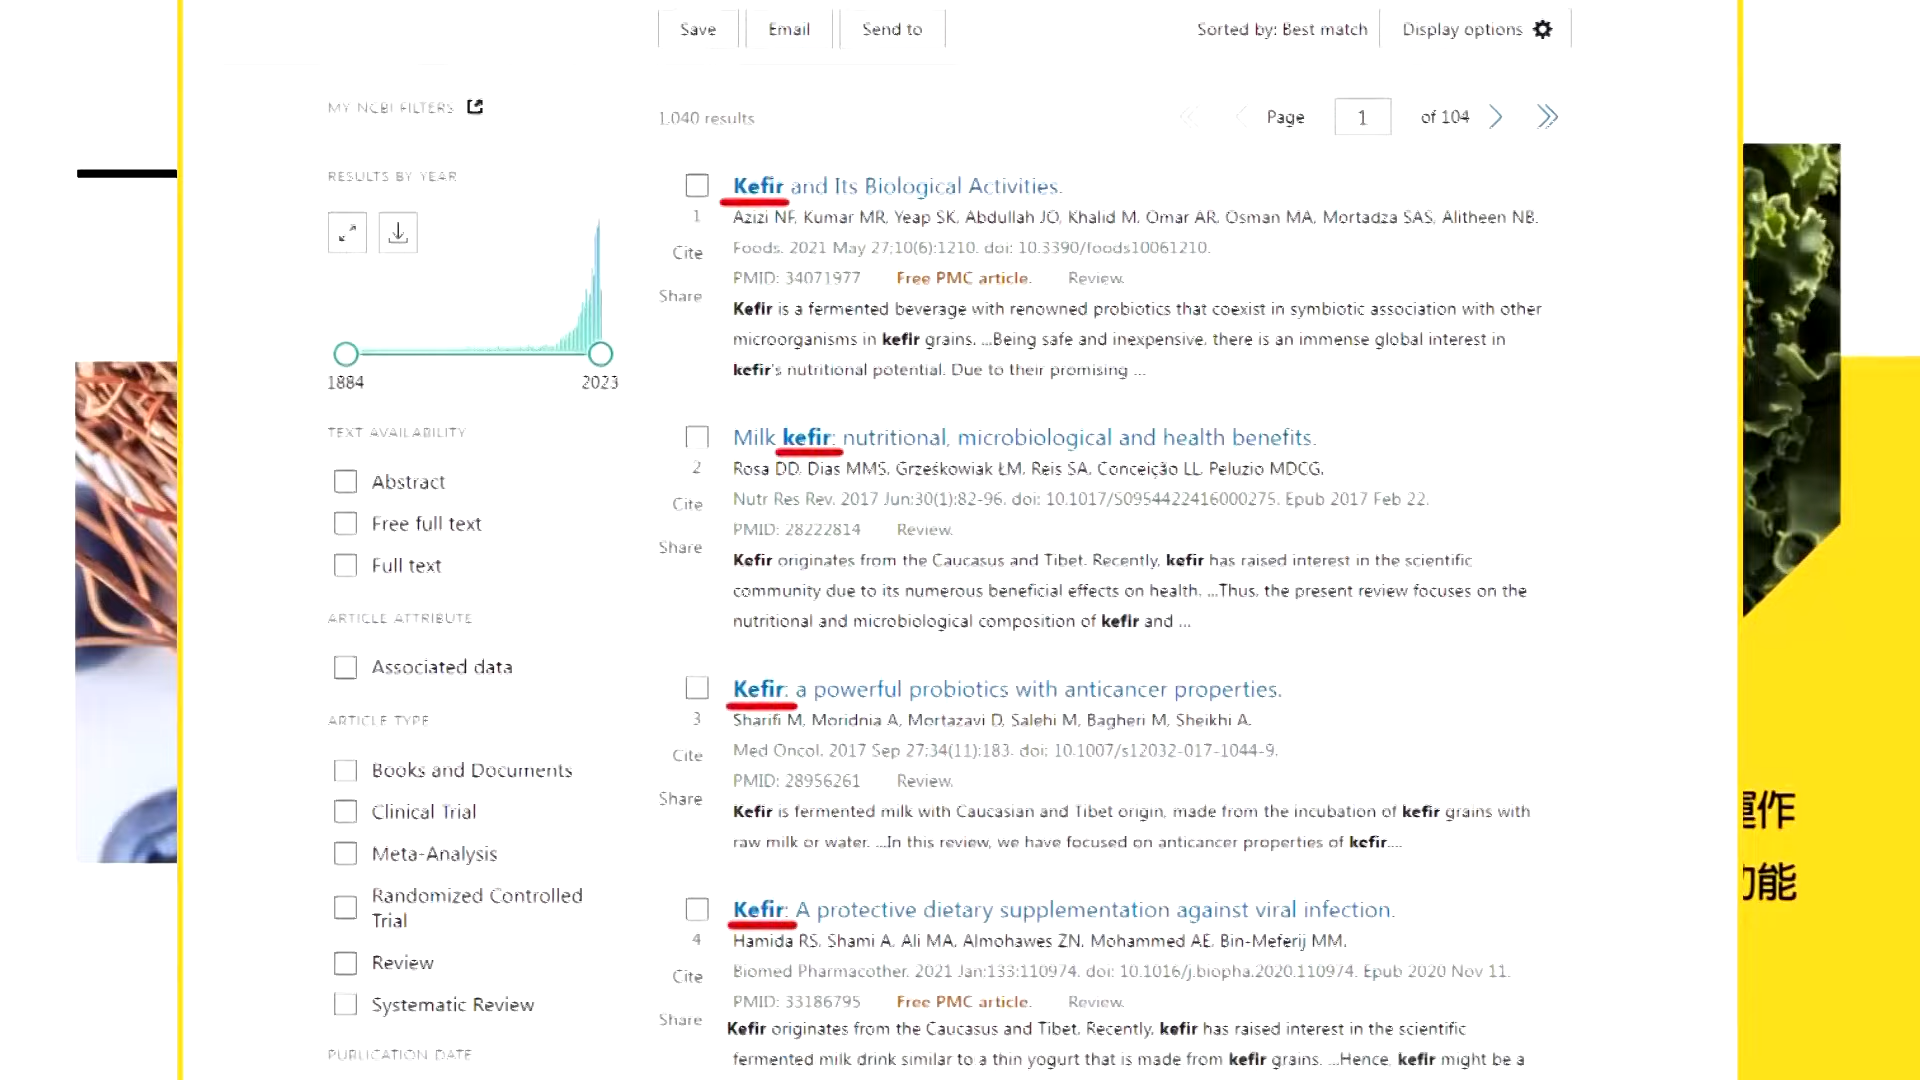 Save Email Send to Sorted by: Best match Display options
MY NCBI FILTERS
1,040 results Page 1 of 104
RESULTS BY YEAR
1884 2023
TEXT AVAILABILITY
Abstract
Free full text
Full text
ARTICLE ATTRIBUTE
Associated data
ARTICLE TYPE
Books and Documents
Clinical Trial
Meta-Analysis
Randomized Controlled
Trial
Review
Systematic Review
PUBLICATION DATE
Kefir and Its Biological Activities.
1 Azizi NF, Kumar MR, Yeap SK, Abdullah JO, Khalid M, Omar AR, Osman MA, Mortadza SAS, Alitheen NB.
Cite Foods. 2021 May 27;10(6):1210. doi: 10.3390/foods10061210.
PMID: 34071977 Free PMC article. Review.
Share
Kefir is a fermented beverage with renowned probiotics that coexist in symbiotic association with other
microorganisms in kefir grains. ...Being safe and inexpensive, there is an immense global interest in
kefir's nutritional potential. Due to their promising ...
Milk kefir: nutritional, microbiological and health benefits.
2 Rosa DD, Dias MMS, Grześkowiak ŁM, Reis SA, Conceição LL, Peluzio MDCG.
Cite Nutr Res Rev. 2017 Jun;30(1):82-96. doi: 10.1017/S0954422416000275. Epub 2017 Feb 22.
PMID: 28222814 Review.
Share
Kefir originates from the Caucasus and Tibet. Recently, kefir has raised interest in the scientific
community due to its numerous beneficial effects on health. ...Thus, the present review focuses on the
nutritional and microbiological composition of kefir and ...
Kefir: a powerful probiotics with anticancer properties.
3 Sharifi M, Moridnia A, Mortazavi D, Salehi M, Bagheri M, Sheikhi A.
Cite Med Oncol. 2017 Sep 27;34(11):183. doi: 10.1007/s12032-017-1044-9.
PMID: 28956261 Review.
Share
Kefir is fermented milk with Caucasian and Tibet origin, made from the incubation of kefir grains with
raw milk or water. ...In this review, we have focused on anticancer properties of kefir....
Kefir: A protective dietary supplementation against viral infection.
4 Hamida RS, Shami A, Ali MA, Almohawes ZN, Mohammed AE, Bin-Meferij MM.
Cite Biomed Pharmacother. 2021 Jan;133:110974. doi: 10.1016/j.biopha.2020.110974. Epub 2020 Nov 11.
PMID: 33186795 Free PMC article. Review.
Share
Kefir originates from the Caucasus and Tibet. Recently, kefir has raised interest in the scientific
fermented milk drink similar to a thin yogurt that is made from kefir grains. ...Hence, kefir might be a
作
能